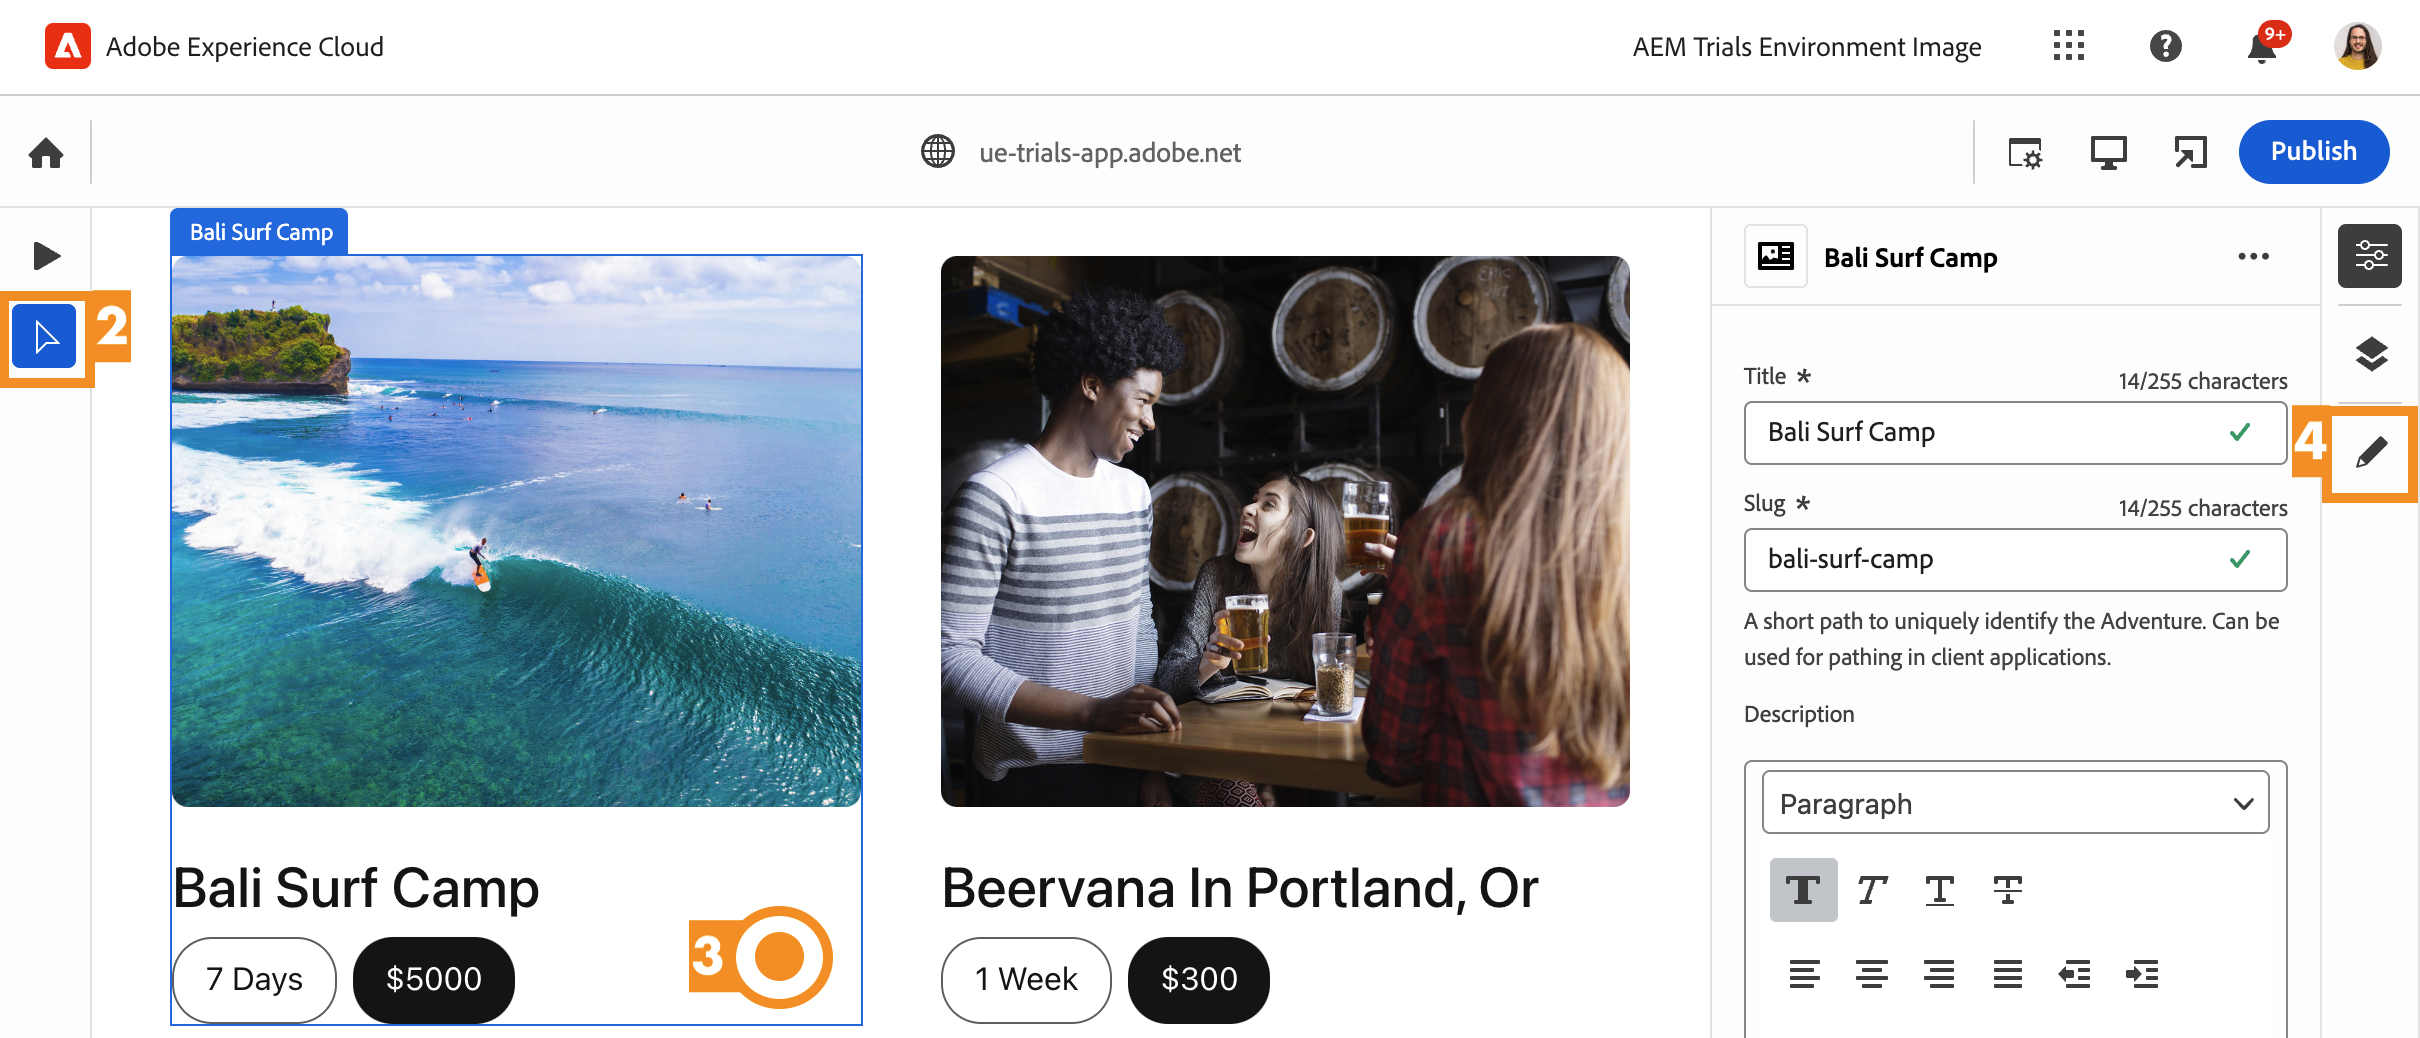 Adobe Experience Cloud
AEM Trials Environment Image
9+
ue-trials-app.adobe.net
Publish
Bali Surf Camp
2
Bali Surf Camp
Title *
14/255 characters
Bali Surf Camp
4
Slug *
14/255 characters
bali-surf-camp
A short path to uniquely identify the Adventure. Can be
used for pathing in client applications.
Description
Paragraph
Bali Surf Camp
7 Days
$5000
3
Beervana In Portland, Or
1 Week
$300